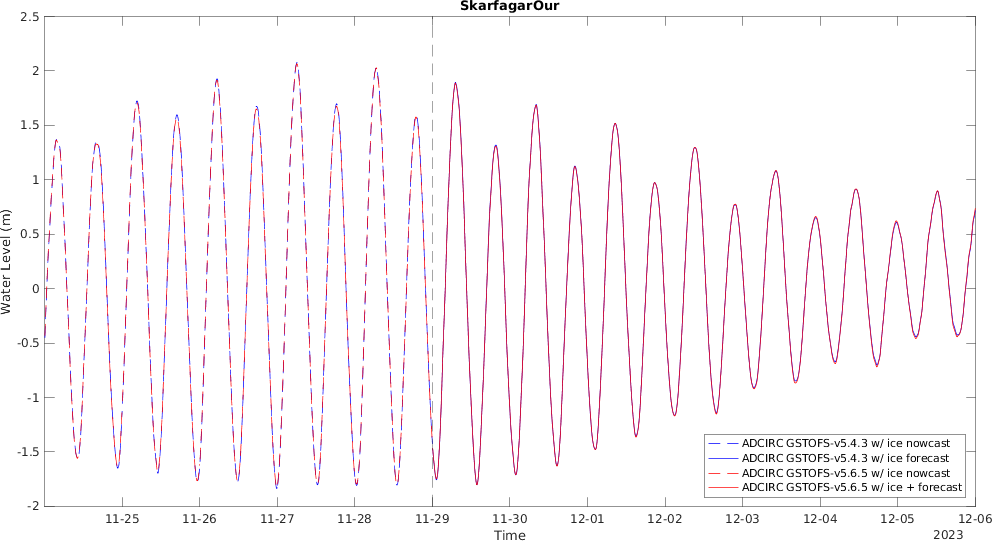 SkarfagarOur
2.5
2
1.5
1
0.5
0
-0.5
-1
-1.5
-2
Water Level (m)
11-25 11-26 11-27 11-28 11-29 11-30 12-01 12-02 12-03 12-04 12-05 12-06
Time
2023
ADCIRC GSTOFS-v5.4.3 w/ ice nowcast
ADCIRC GSTOFS-v5.4.3 w/ ice forecast
ADCIRC GSTOFS-v5.6.5 w/ ice nowcast
ADCIRC GSTOFS-v5.6.5 w/ ice + forecast